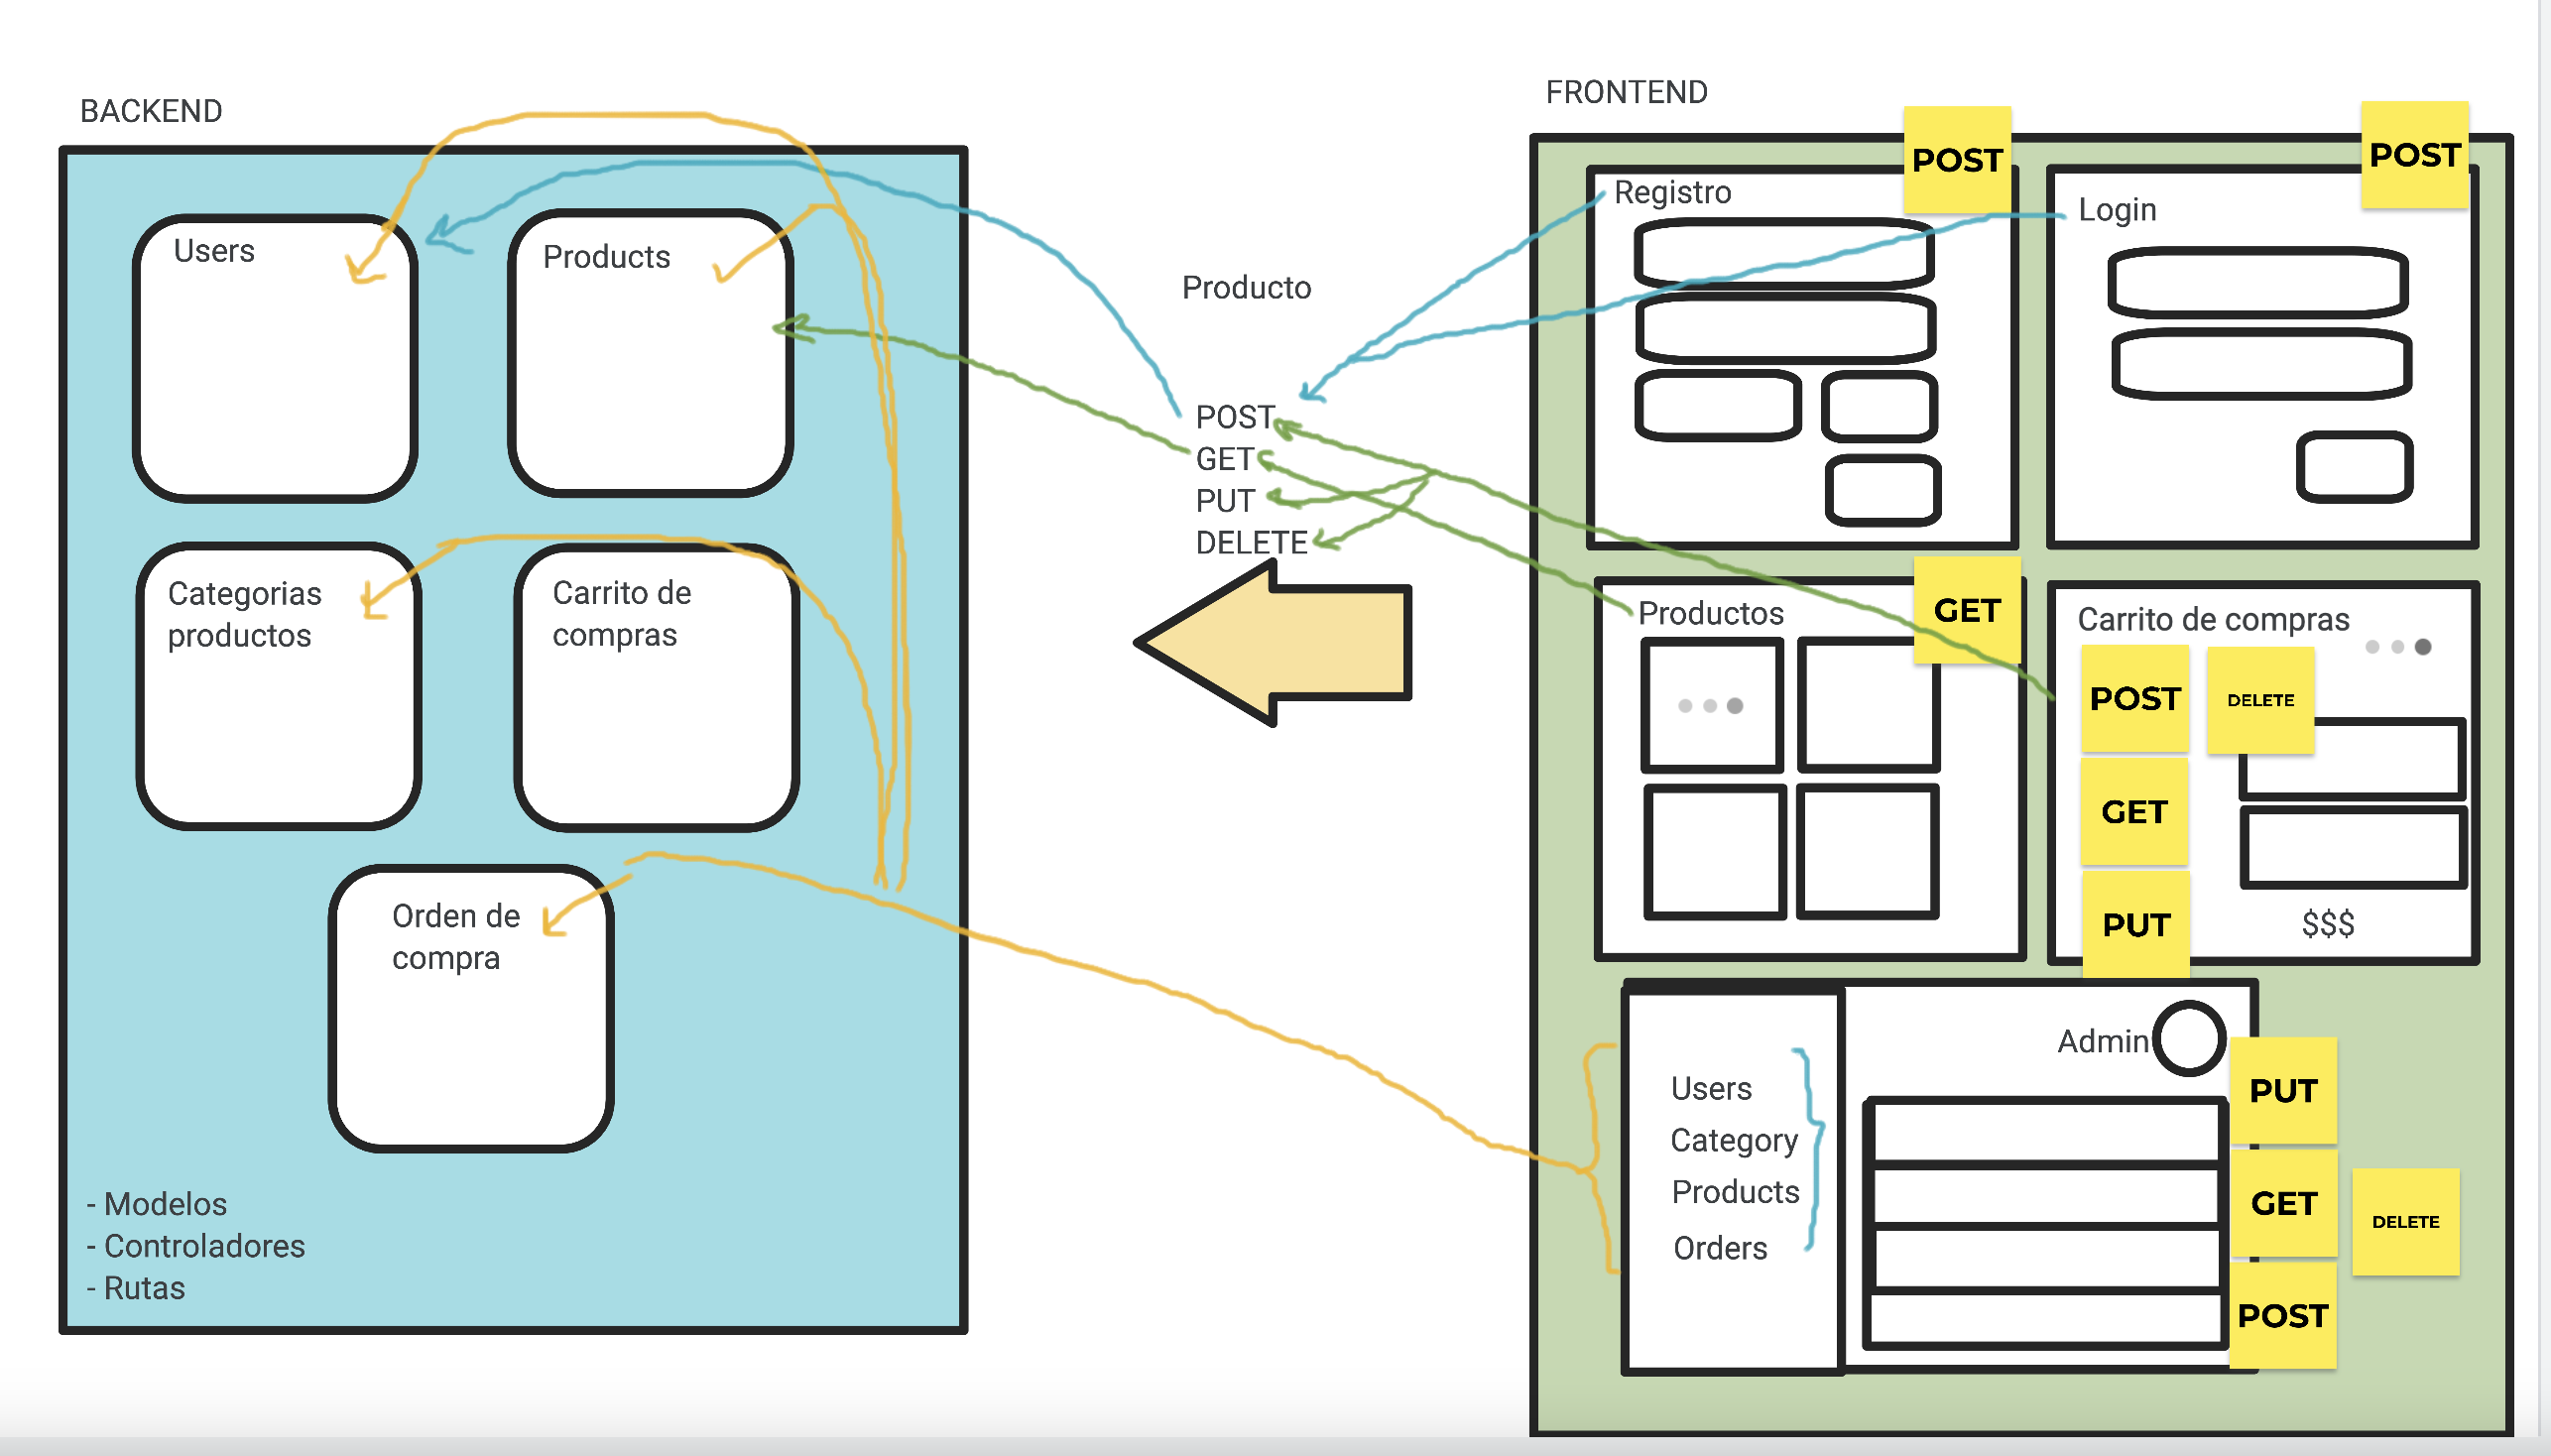 BACKEND
Users
Products
Categorias
productos
Carrito de
compras
Orden de
compra
- Modelos
- Controladores
- Rutas
Producto
POST
GET
PUT
DELETE
FRONTEND
Registro
POST
Login
POST
Productos
GET
Carrito de compras
POST
DELETE
GET
PUT
$$$
Users
Category
Products
Orders
Admin
PUT
GET
DELETE
POST